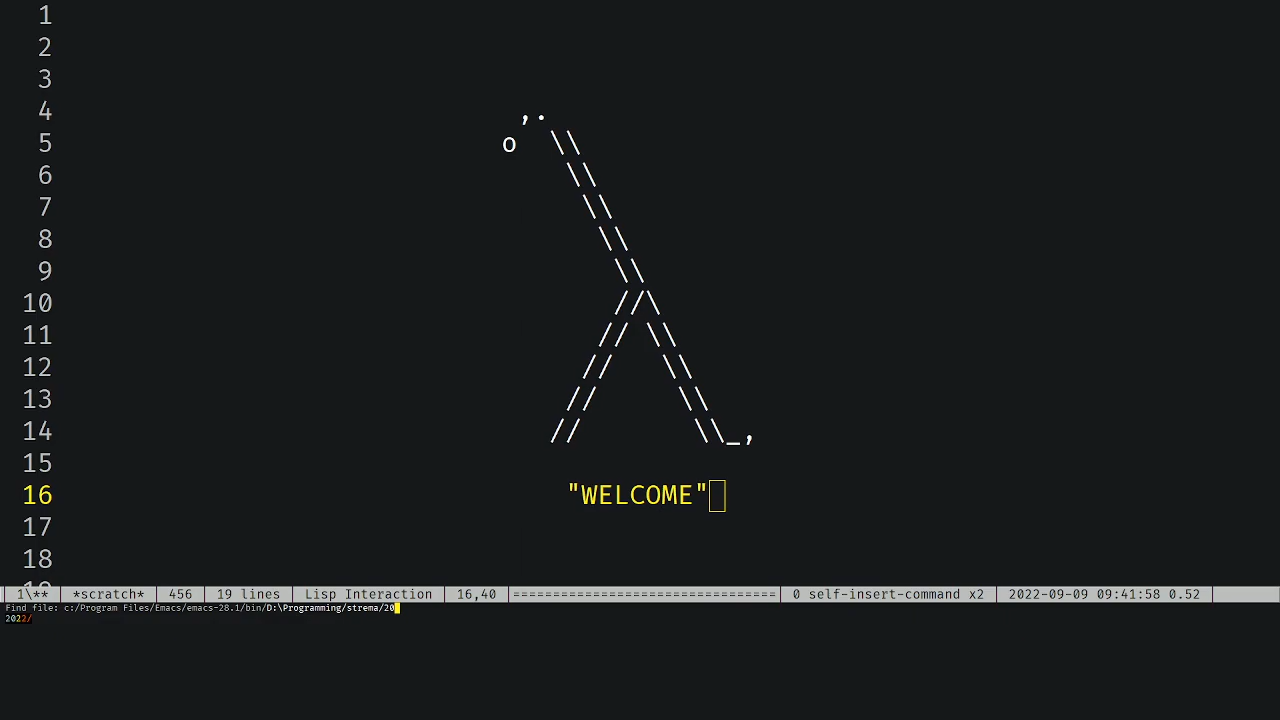 1
2
3
4 ,.
5 o \\
6 \\
7 \\
8 \\
9 \\
10 //\
11 // \\
12 // \\
13 // \\
14 // \\_,
15
16 "WELCOME"
17
18
1\** *scratch* 456 19 lines Lisp Interaction 16,40 ============================== 0 self-insert-command x2 2022-09-09 09:41:58 0.52
Find file: c:/Program Files/Emacs/emacs-28.1/bin/D:\Programming/strema/20
2022/